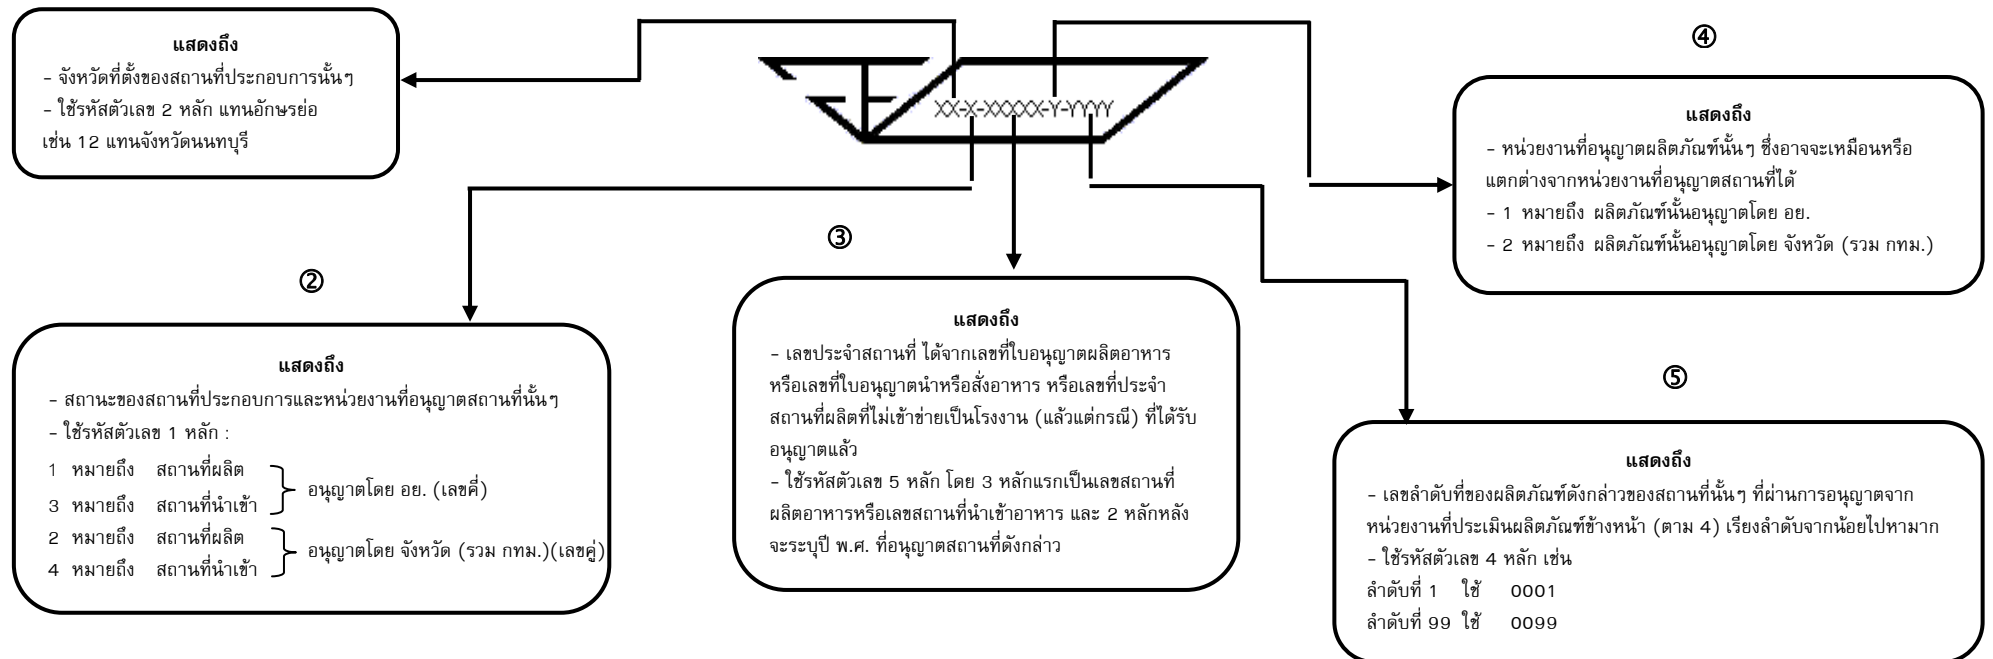 แสดงถึง
- จังหวัดที่ตั้งของสถานที่ประกอบการนั้นๆ
- ใช้รหัสตัวเลข 2 หลัก แทนอักษรย่อ
เช่น 12 แทนจังหวัดนนทบุรี
XX-X-XXXXX-Y-YYYY
④
แสดงถึง
- หน่วยงานที่อนุญาตผลิตภัณฑ์นั้นๆ ซึ่งอาจจะเหมือนหรือ
แตกต่างจากหน่วยงานที่อนุญาตสถานที่ได้
- 1 หมายถึง ผลิตภัณฑ์นั้นอนุญาตโดย อย.
- 2 หมายถึง ผลิตภัณฑ์นั้นอนุญาตโดย จังหวัด (รวม กทม.)
②
แสดงถึง
- สถานะของสถานที่ประกอบการและหน่วยงานที่อนุญาตสถานที่นั้นๆ
- ใช้รหัสตัวเลข 1 หลัก :
1 หมายถึง สถานที่ผลิต
3 หมายถึง สถานที่นำเข้า
อนุญาตโดย อย. (เลขคี่)
2 หมายถึง สถานที่ผลิต
4 หมายถึง สถานที่นำเข้า
อนุญาตโดย จังหวัด (รวม กทม.)(เลขคู่)
③
แสดงถึง
- เลขประจำสถานที่ ได้จากเลขที่ใบอนุญาตผลิตอาหาร
หรือเลขที่ใบอนุญาตนำหรือสั่งอาหาร หรือเลขที่ประจำ
สถานที่ผลิตที่ไม่เข้าข่ายเป็นโรงงาน (แล้วแต่กรณี) ที่ได้รับ
อนุญาตแล้ว
- ใช้รหัสตัวเลข 5 หลัก โดย 3 หลักแรกเป็นเลขสถานที่
ผลิตอาหารหรือเลขสถานที่นำเข้าอาหาร และ 2 หลักหลัง
จะระบุปี พ.ศ. ที่อนุญาตสถานที่ดังกล่าว
⑤
แสดงถึง
- เลขลำดับที่ของผลิตภัณฑ์ดังกล่าวของสถานที่นั้นๆ ที่ผ่านการอนุญาตจาก
หน่วยงานที่ประเมินผลิตภัณฑ์ข้างหน้า (ตาม 4) เรียงลำดับจากน้อยไปหามาก
- ใช้รหัสตัวเลข 4 หลัก เช่น
ลำดับที่ 1 ใช้ 0001
ลำดับที่ 99 ใช้ 0099